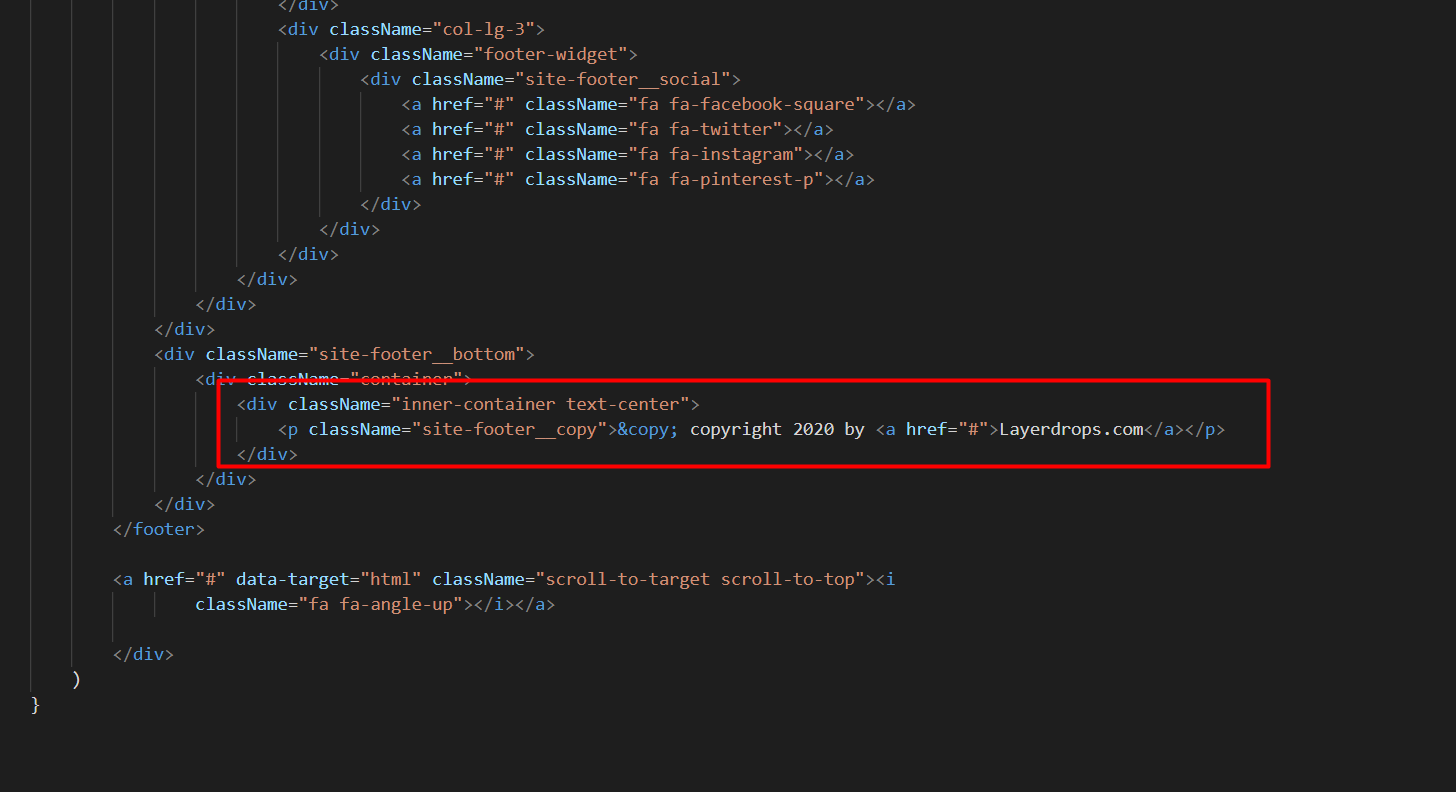 </div>
<div className="col-lg-3">
<div className="footer-widget">
<div className="site-footer__social">
<a href="#" className="fa fa-facebook-square"></a>
<a href="#" className="fa fa-twitter"></a>
<a href="#" className="fa fa-instagram"></a>
<a href="#" className="fa fa-pinterest-p"></a>
</div>
</div>
</div>
</div>
</div>
</div>
<div className="site-footer__bottom">
<div className="container">
<div className="inner-container text-center">
<p className="site-footer__copy">&copy; copyright 2020 by <a href="#">Layerdrops.com</a></p>
</div>
</div>
</div>
</footer>
<a href="#" data-target="html" className="scroll-to-target scroll-to-top"><i
className="fa fa-angle-up"></i></a>
</div>
)
}